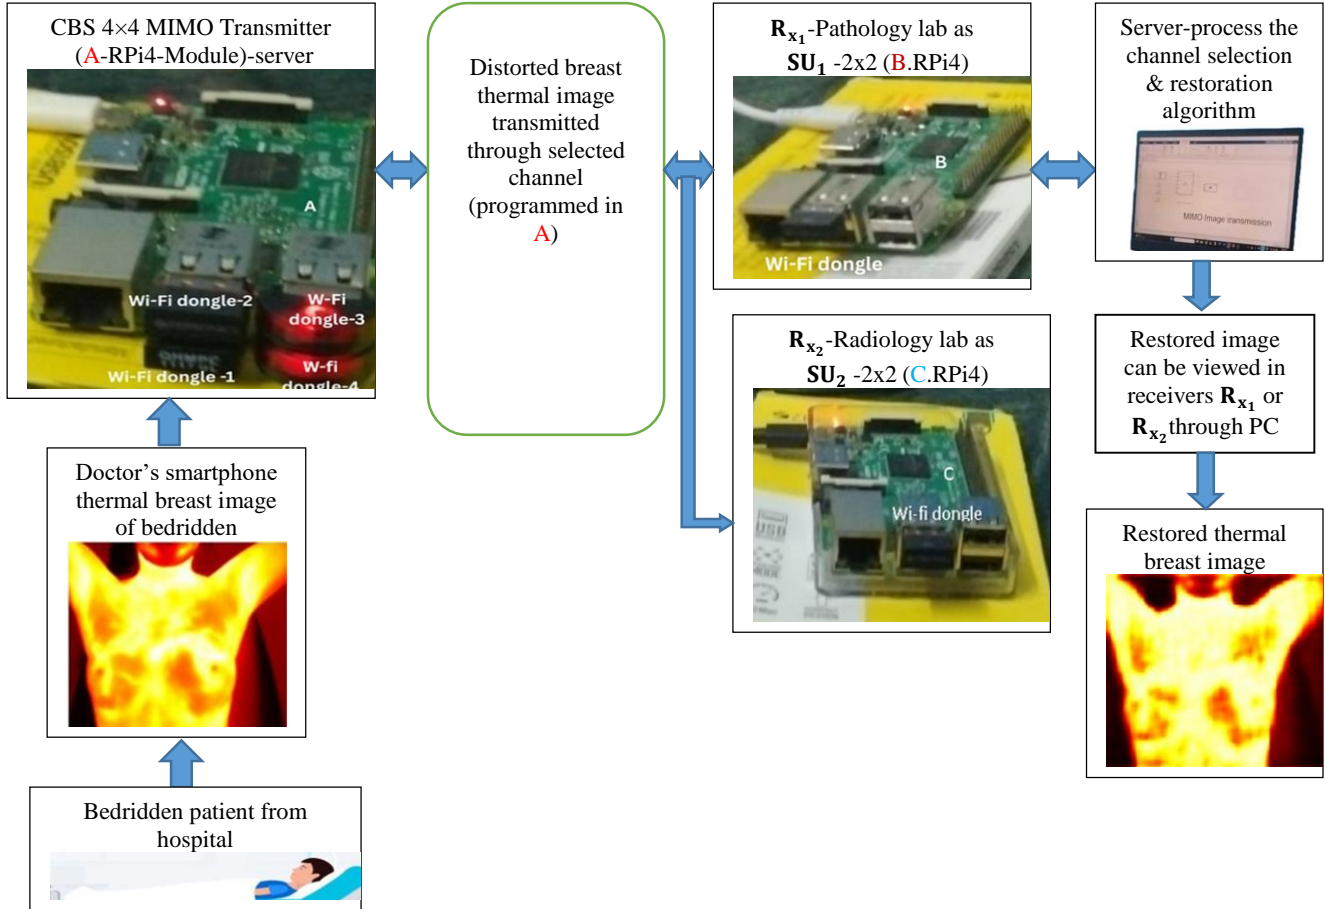 CBS 4×4 MIMO Transmitter
(A-RPi4-Module)-server
A
Wi-Fi dongle-2
W-Fi
dongle-3
Wi-Fi dongle -1
W-fi
dongle-4
Distorted breast
thermal image
transmitted
through selected
channel
(programmed in
A)
Rx1-Pathology lab as
SU1 -2x2 (B.RPi4)
B
Wi-Fi dongle
Server-process the
channel selection
& restoration
algorithm
MIMO Image transmission
Rx2-Radiology lab as
SU2 -2x2 (C.RPi4)
C
Wi-fi dongle
USB
Restored image
can be viewed in
receivers Rx1 or
Rx2 through PC
Doctor’s smartphone
thermal breast image
of bedridden
Restored thermal
breast image
Bedridden patient from
hospital